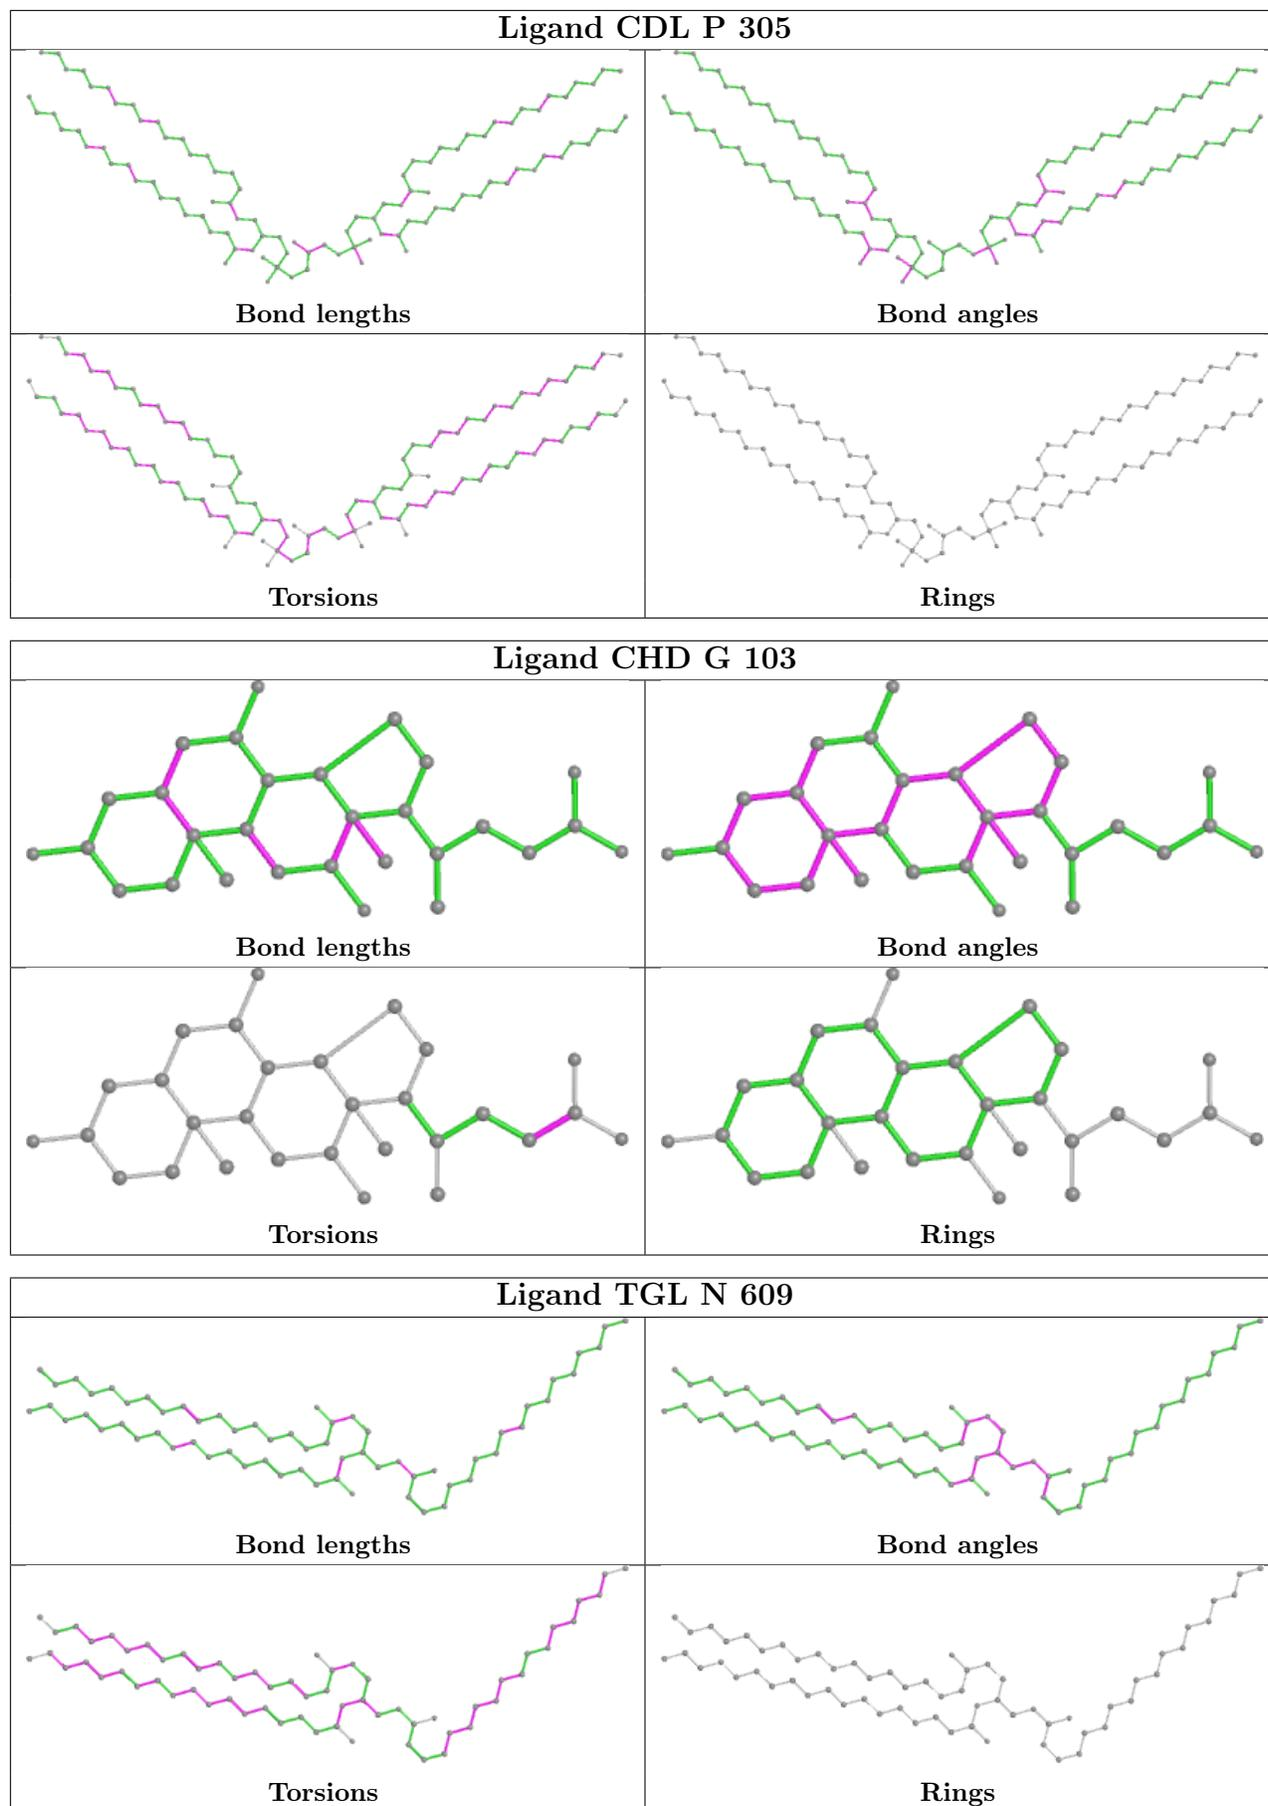 Ligand CDL P 305
Bond lengths
Bond angles
Torsions
Rings
Ligand CHD G 103
Bond lengths
Bond angles
Torsions
Rings
Ligand TGL N 609
Bond lengths
Bond angles
Torsions
Rings